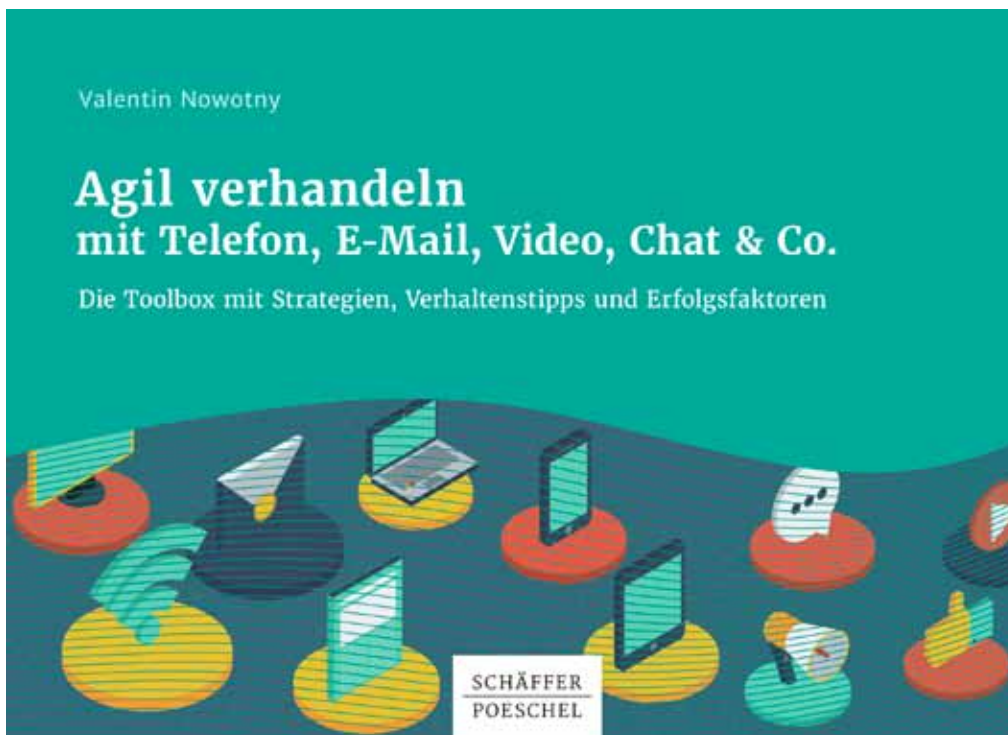 Valentin Nowotny
Agil verhandeln
mit Telefon, E-Mail, Video, Chat & Co.
Die Toolbox mit Strategien, Verhaltenstipps und Erfolgsfaktoren
SCHÄFFER
POESCHEL